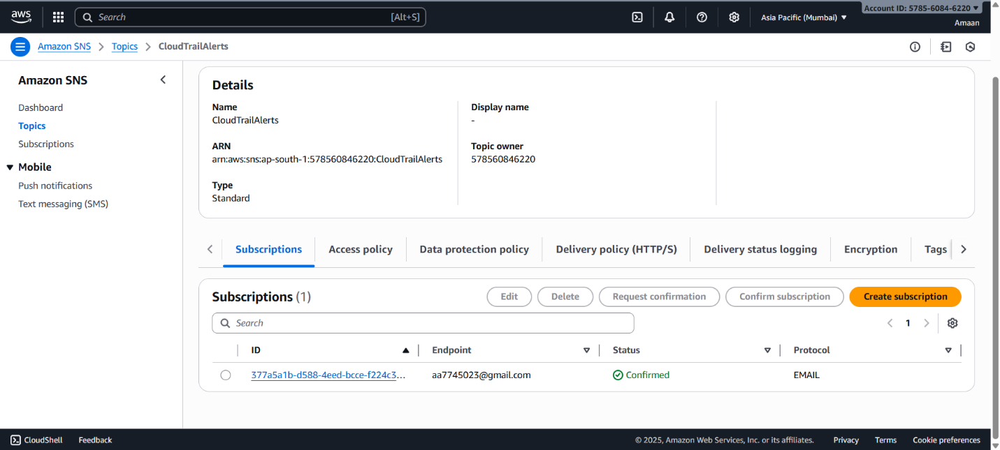 aws
Search [Alt+S]
Asia Pacific (Mumbai)
Account ID: 5785-6084-6220
Amaan
Amazon SNS > Topics > CloudTrailAlerts
Amazon SNS
Dashboard
Topics
Subscriptions
Mobile
Push notifications
Text messaging (SMS)
Details
Name
CloudTrailAlerts
ARN
arn:aws:sns:ap-south-1:578560846220:CloudTrailAlerts
Type
Standard
Display name
-
Topic owner
578560846220
Subscriptions Access policy Data protection policy Delivery policy (HTTP/S) Delivery status logging Encryption Tags
Subscriptions (1)
Edit Delete Request confirmation Confirm subscription Create subscription
Search
1
ID Endpoint Status Protocol
377a5a1b-d588-4eed-bcce-f224c3... aa7745023@gmail.com Confirmed EMAIL
CloudShell Feedback © 2025, Amazon Web Services, Inc. or its affiliates. Privacy Terms Cookie preferences